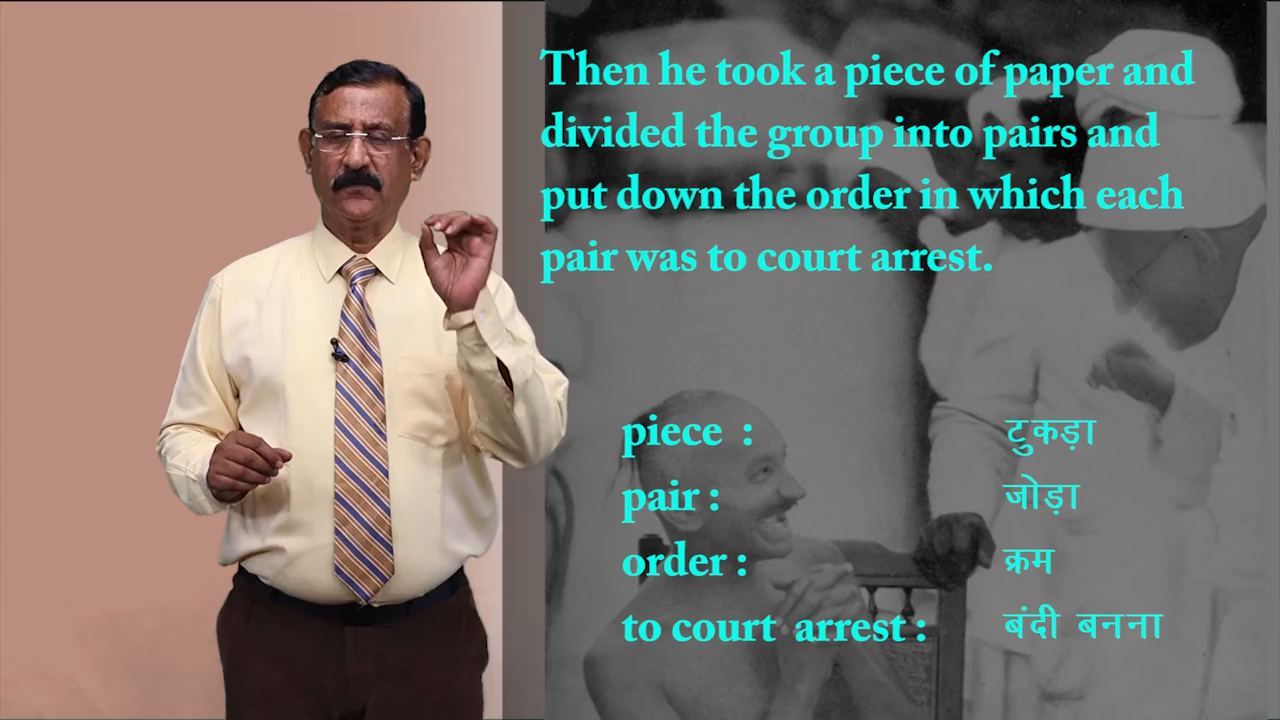 Then he took a piece of paper and
divided the group into pairs and
put down the order in which each
pair was to court arrest.
piece : टुकड़ा
pair : जोड़ा
order : क्रम
to court arrest : बंदी बनना